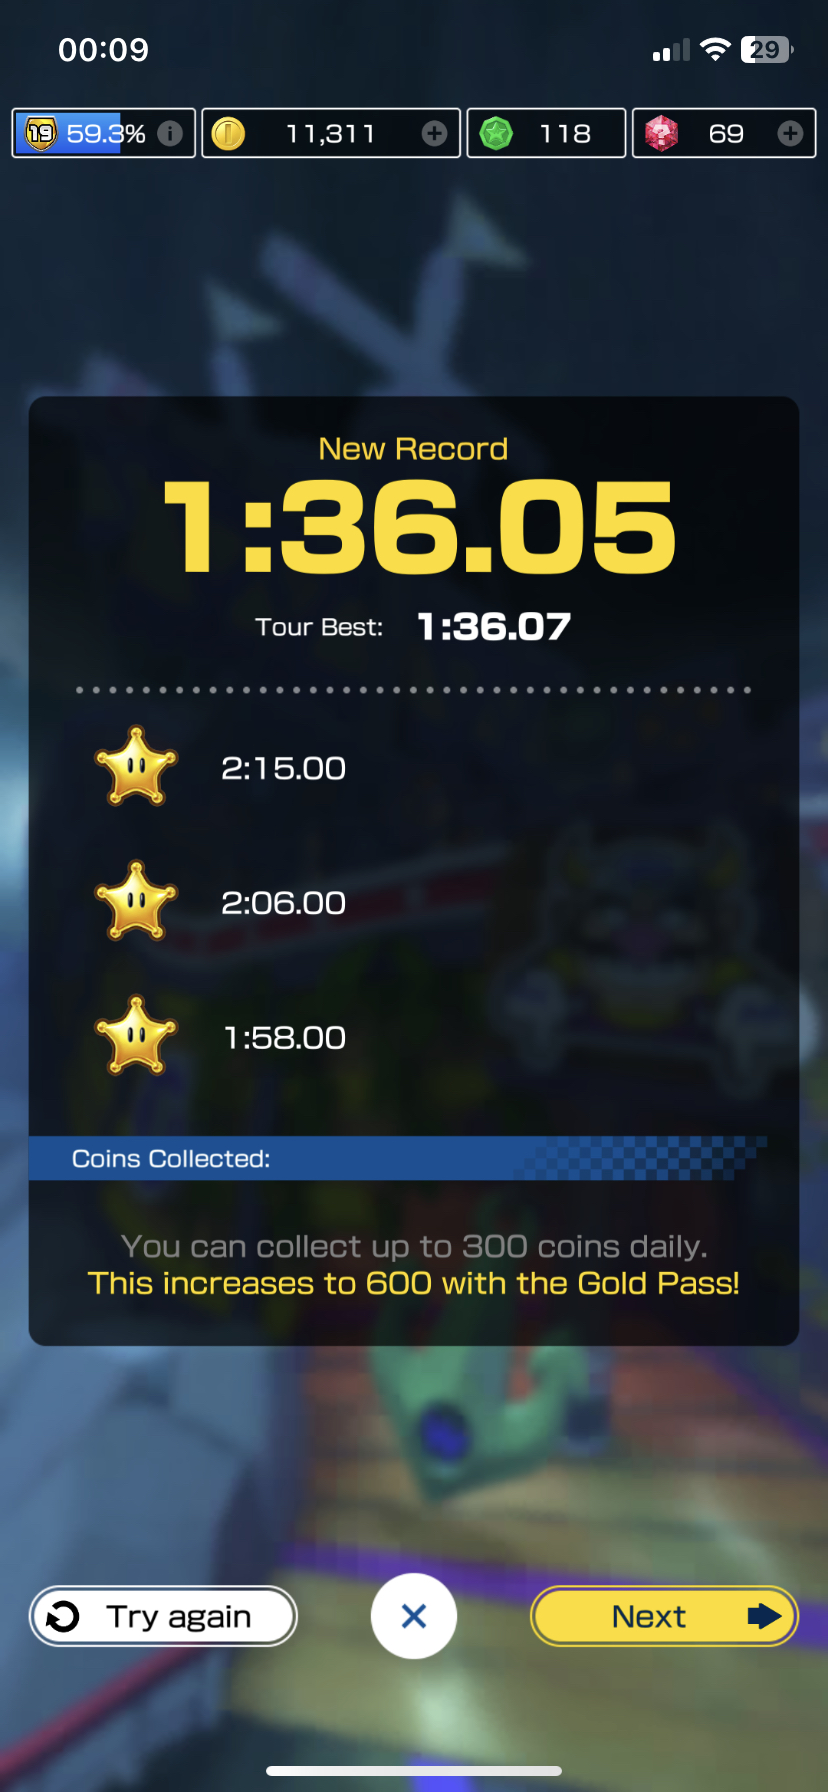 00:09
29
19 59.3% i 11,311 + 118 69 +
New Record
1:36.05
Tour Best: 1:36.07
2:15.00
2:06.00
1:58.00
Coins Collected:
You can collect up to 300 coins daily.
This increases to 600 with the Gold Pass!
Try again × Next